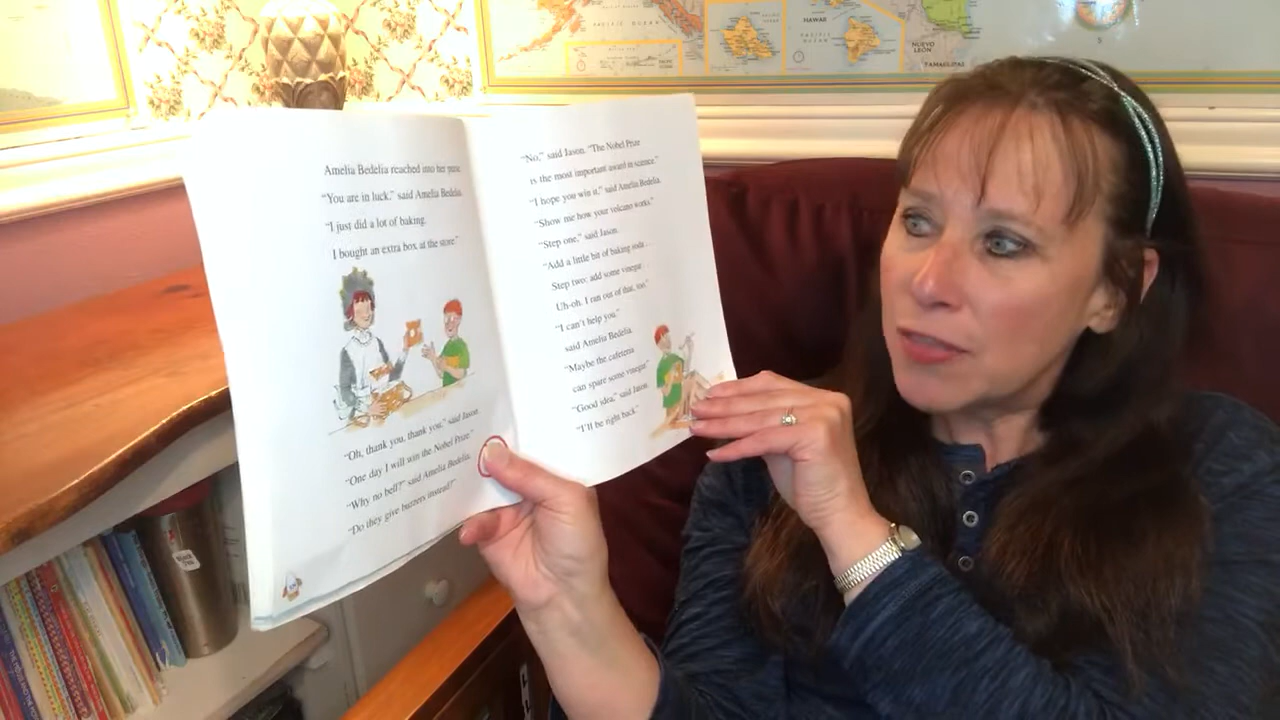 Amelia Bedelia reached into her purse.
"You are in luck," said Amelia Bedelia.
"I just did a lot of baking.
I bought an extra box at the store."
"Oh, thank you, thank you," said Jason.
"One day I will win the Nobel Prize."
"Why no bell?" said Amelia Bedelia.
"Do they give buzzers instead?"
"No," said Jason. "The Nobel Prize
is the most important award in science."
"I hope you win it," said Amelia Bedelia.
"Show me how your volcano works."
"Step one," said Jason.
"Add a little bit of baking soda . . .
Step two: add some vinegar.
Uh-oh. I ran out of that, too."
"I can't help you,"
said Amelia Bedelia.
"Maybe the cafeteria
can spare some vinegar."
"Good idea," said Jason.
"I'll be right back."
PACIFIC OCEAN
HAWAII
PACIFIC OCEAN
NUEVO
LEÓN
TAMAULIPAS
S